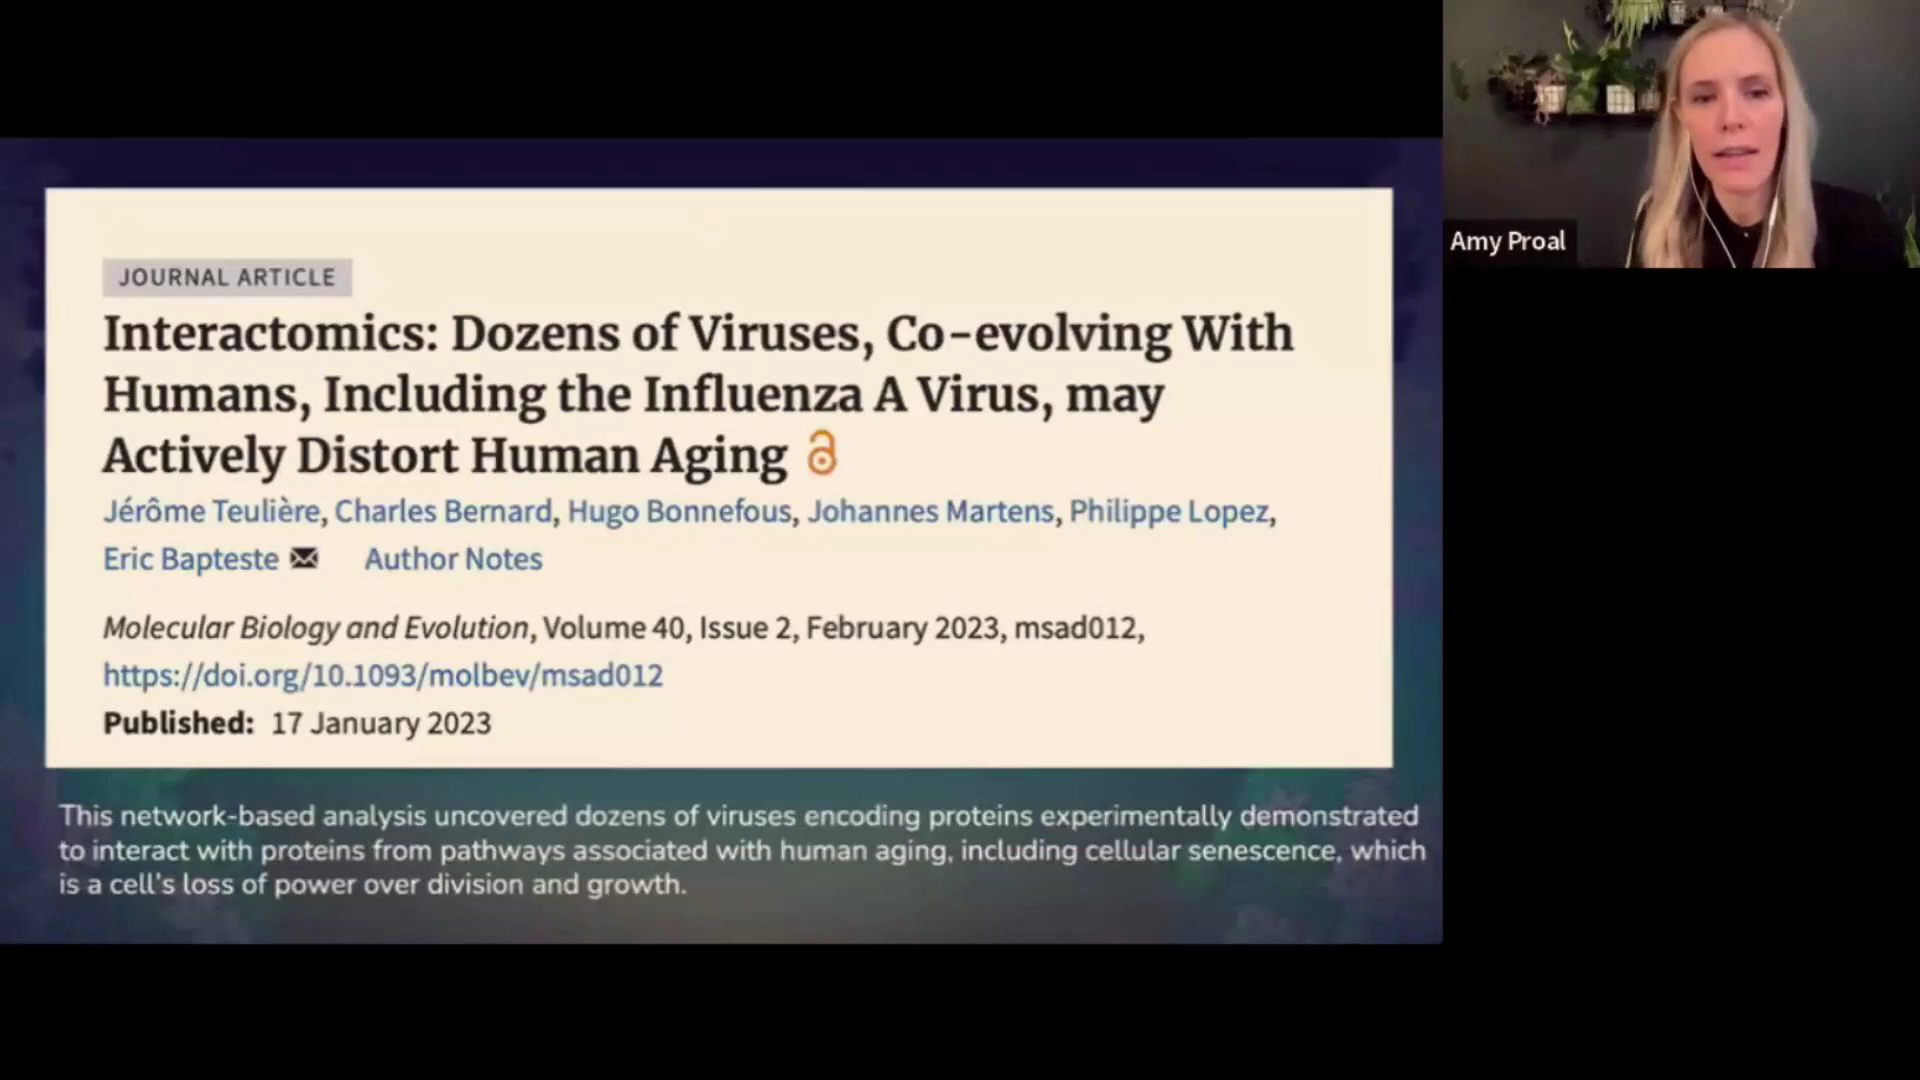 JOURNAL ARTICLE
Interactomics: Dozens of Viruses, Co-evolving With
Humans, Including the Influenza A Virus, may
Actively Distort Human Aging
Jérôme Teulière, Charles Bernard, Hugo Bonnefous, Johannes Martens, Philippe Lopez,
Eric Bapteste Author Notes
Molecular Biology and Evolution, Volume 40, Issue 2, February 2023, msad012,
https://doi.org/10.1093/molbev/msad012
Published: 17 January 2023
This network-based analysis uncovered dozens of viruses encoding proteins experimentally demonstrated
to interact with proteins from pathways associated with human aging, including cellular senescence, which
is a cell's loss of power over division and growth.
Amy Proal